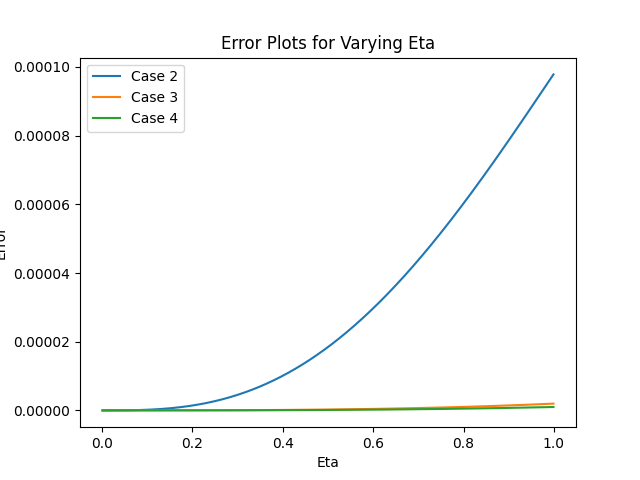 Error Plots for Varying Eta
Case 2
Case 3
Case 4
0.00010
0.00008
0.00006
0.00004
0.00002
0.00000
Error
0.0 0.2 0.4 0.6 0.8 1.0
Eta